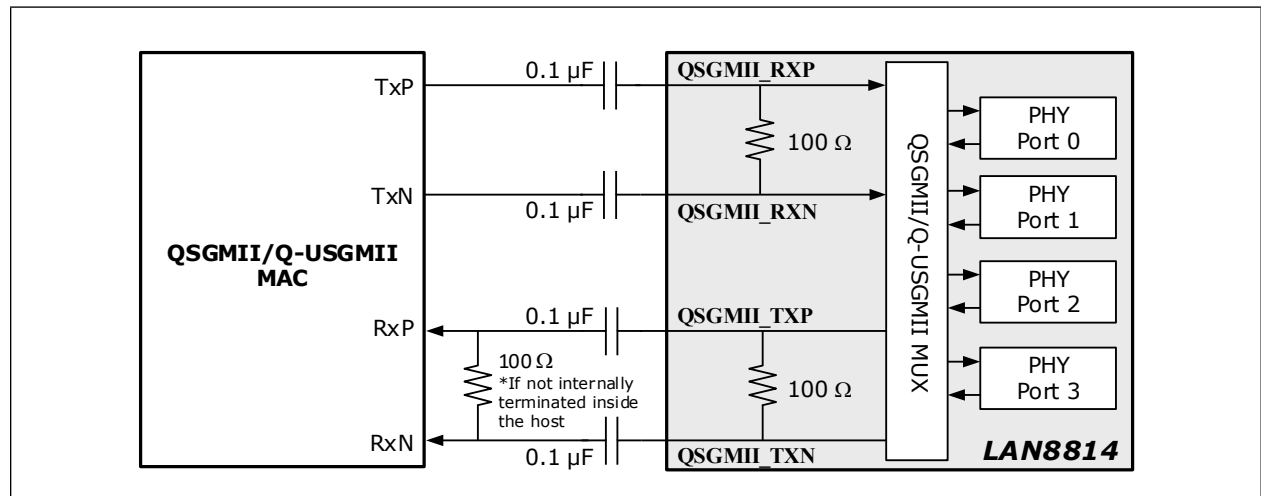 TxP
0.1 µF
QSGMII_RXP
100 Ω
TxN
0.1 µF
QSGMII_RXN
QSGMII/Q-USGMII
MAC
RxP
0.1 µF
QSGMII_TXP
100 Ω
*If not internally
terminated inside
the host
100 Ω
RxN
0.1 µF
QSGMII_TXN
QSGMII/Q-USGMII MUX
PHY
Port 0
PHY
Port 1
PHY
Port 2
PHY
Port 3
LAN8814